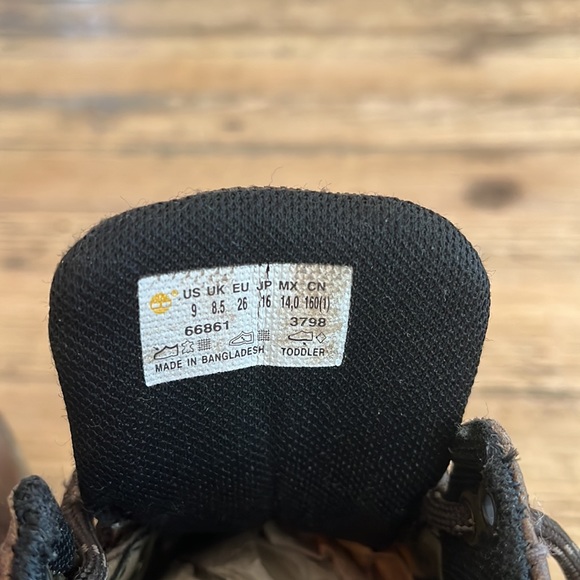 US UK EU JP MX CN
9 8.5 26 16 14,0 160(1)
66861 3798
MADE IN BANGLADESH TODDLER